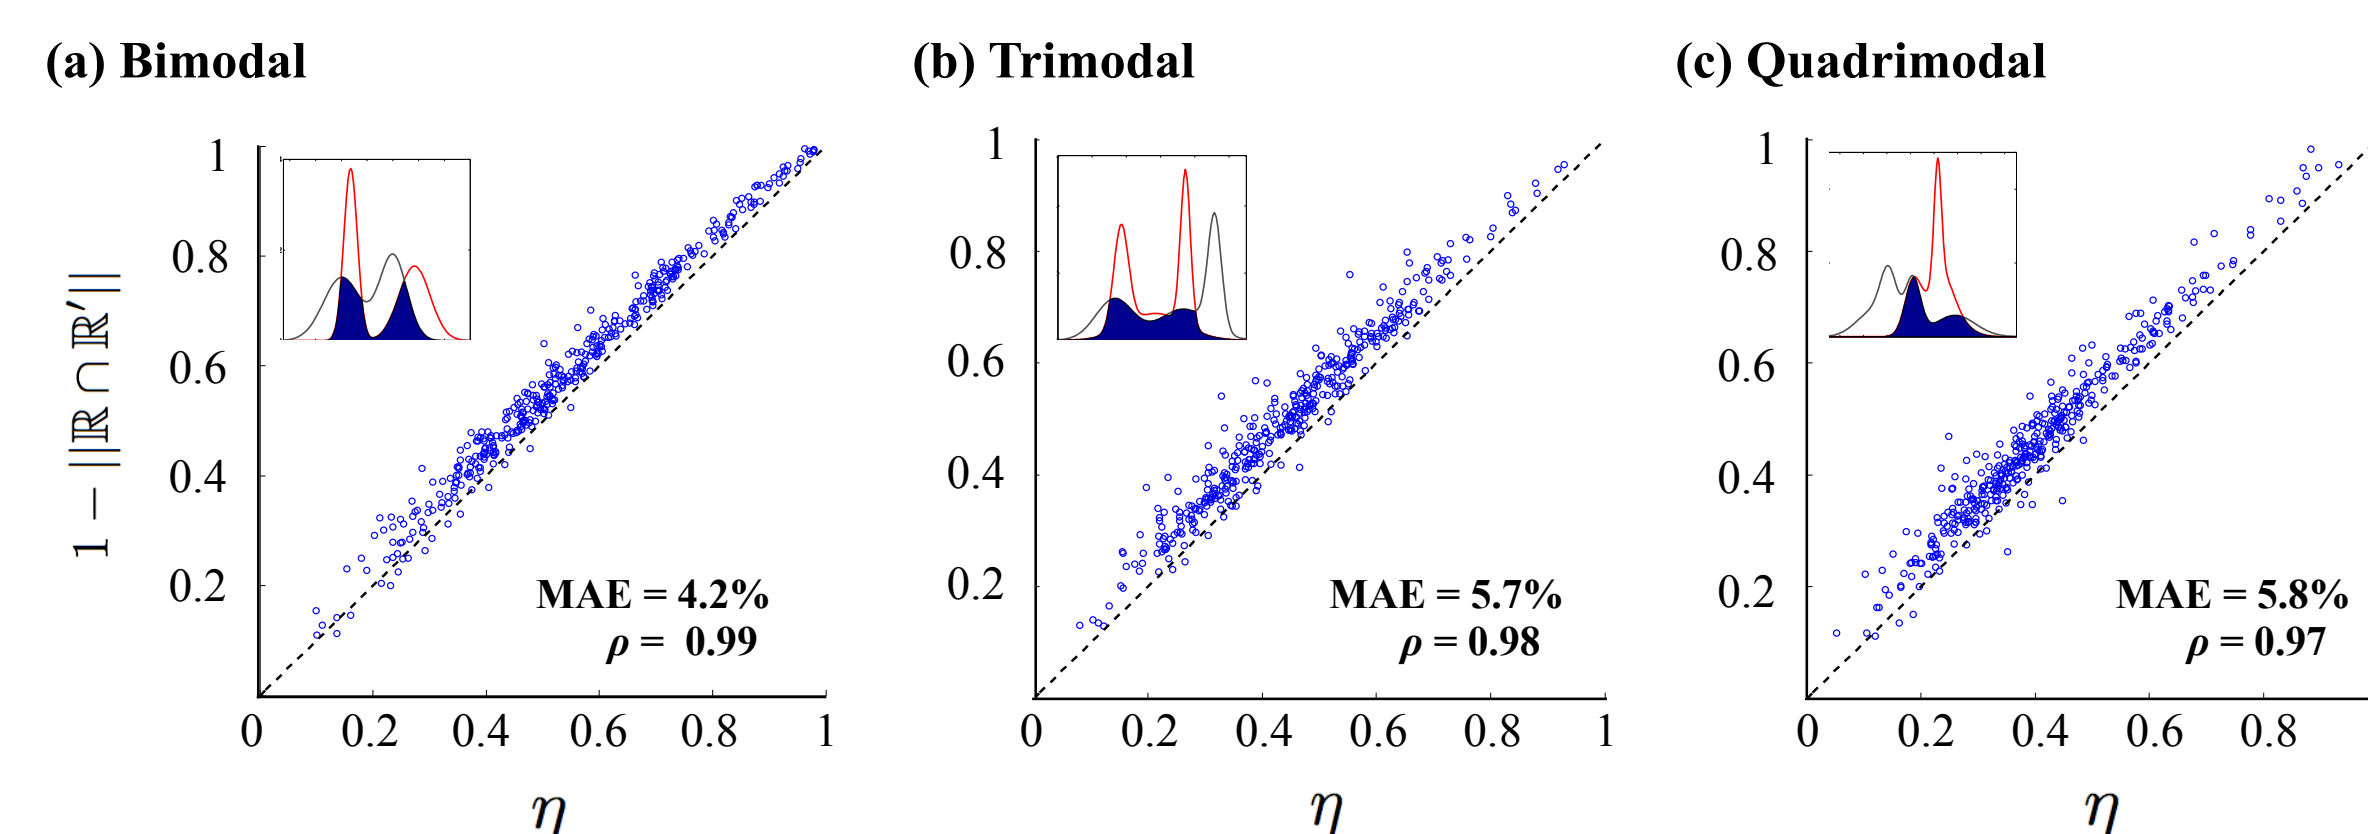 (a) Bimodal
(b) Trimodal
(c) Quadrimodal
1 − ||ℝ ∩ ℝ′||
1
0.8
0.6
0.4
0.2
0 0.2 0.4 0.6 0.8 1
η
MAE = 4.2%
ρ = 0.99
1
0.8
0.6
0.4
0.2
0 0.2 0.4 0.6 0.8 1
η
MAE = 5.7%
ρ = 0.98
1
0.8
0.6
0.4
0.2
0 0.2 0.4 0.6 0.8
η
MAE = 5.8%
ρ = 0.97